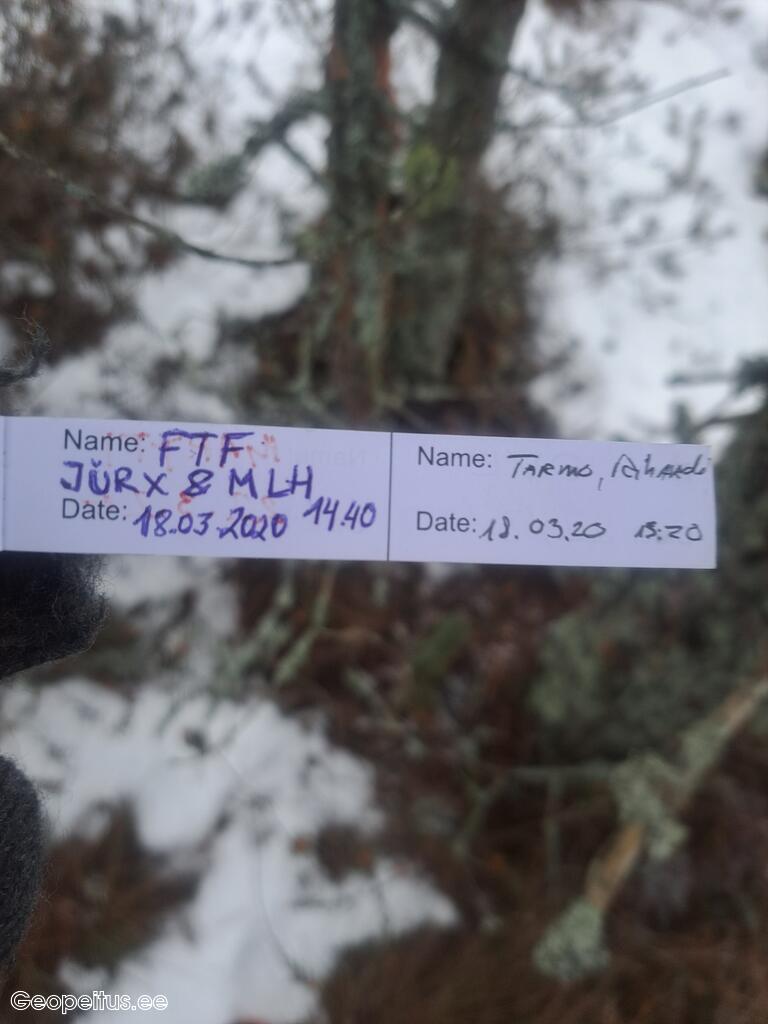 Name: FTF
JÜRX & MLH
Date: 18.03.2020 14.40
Name: TARMO,
Date: 18.03.20 15:20
Geopeitus.ee